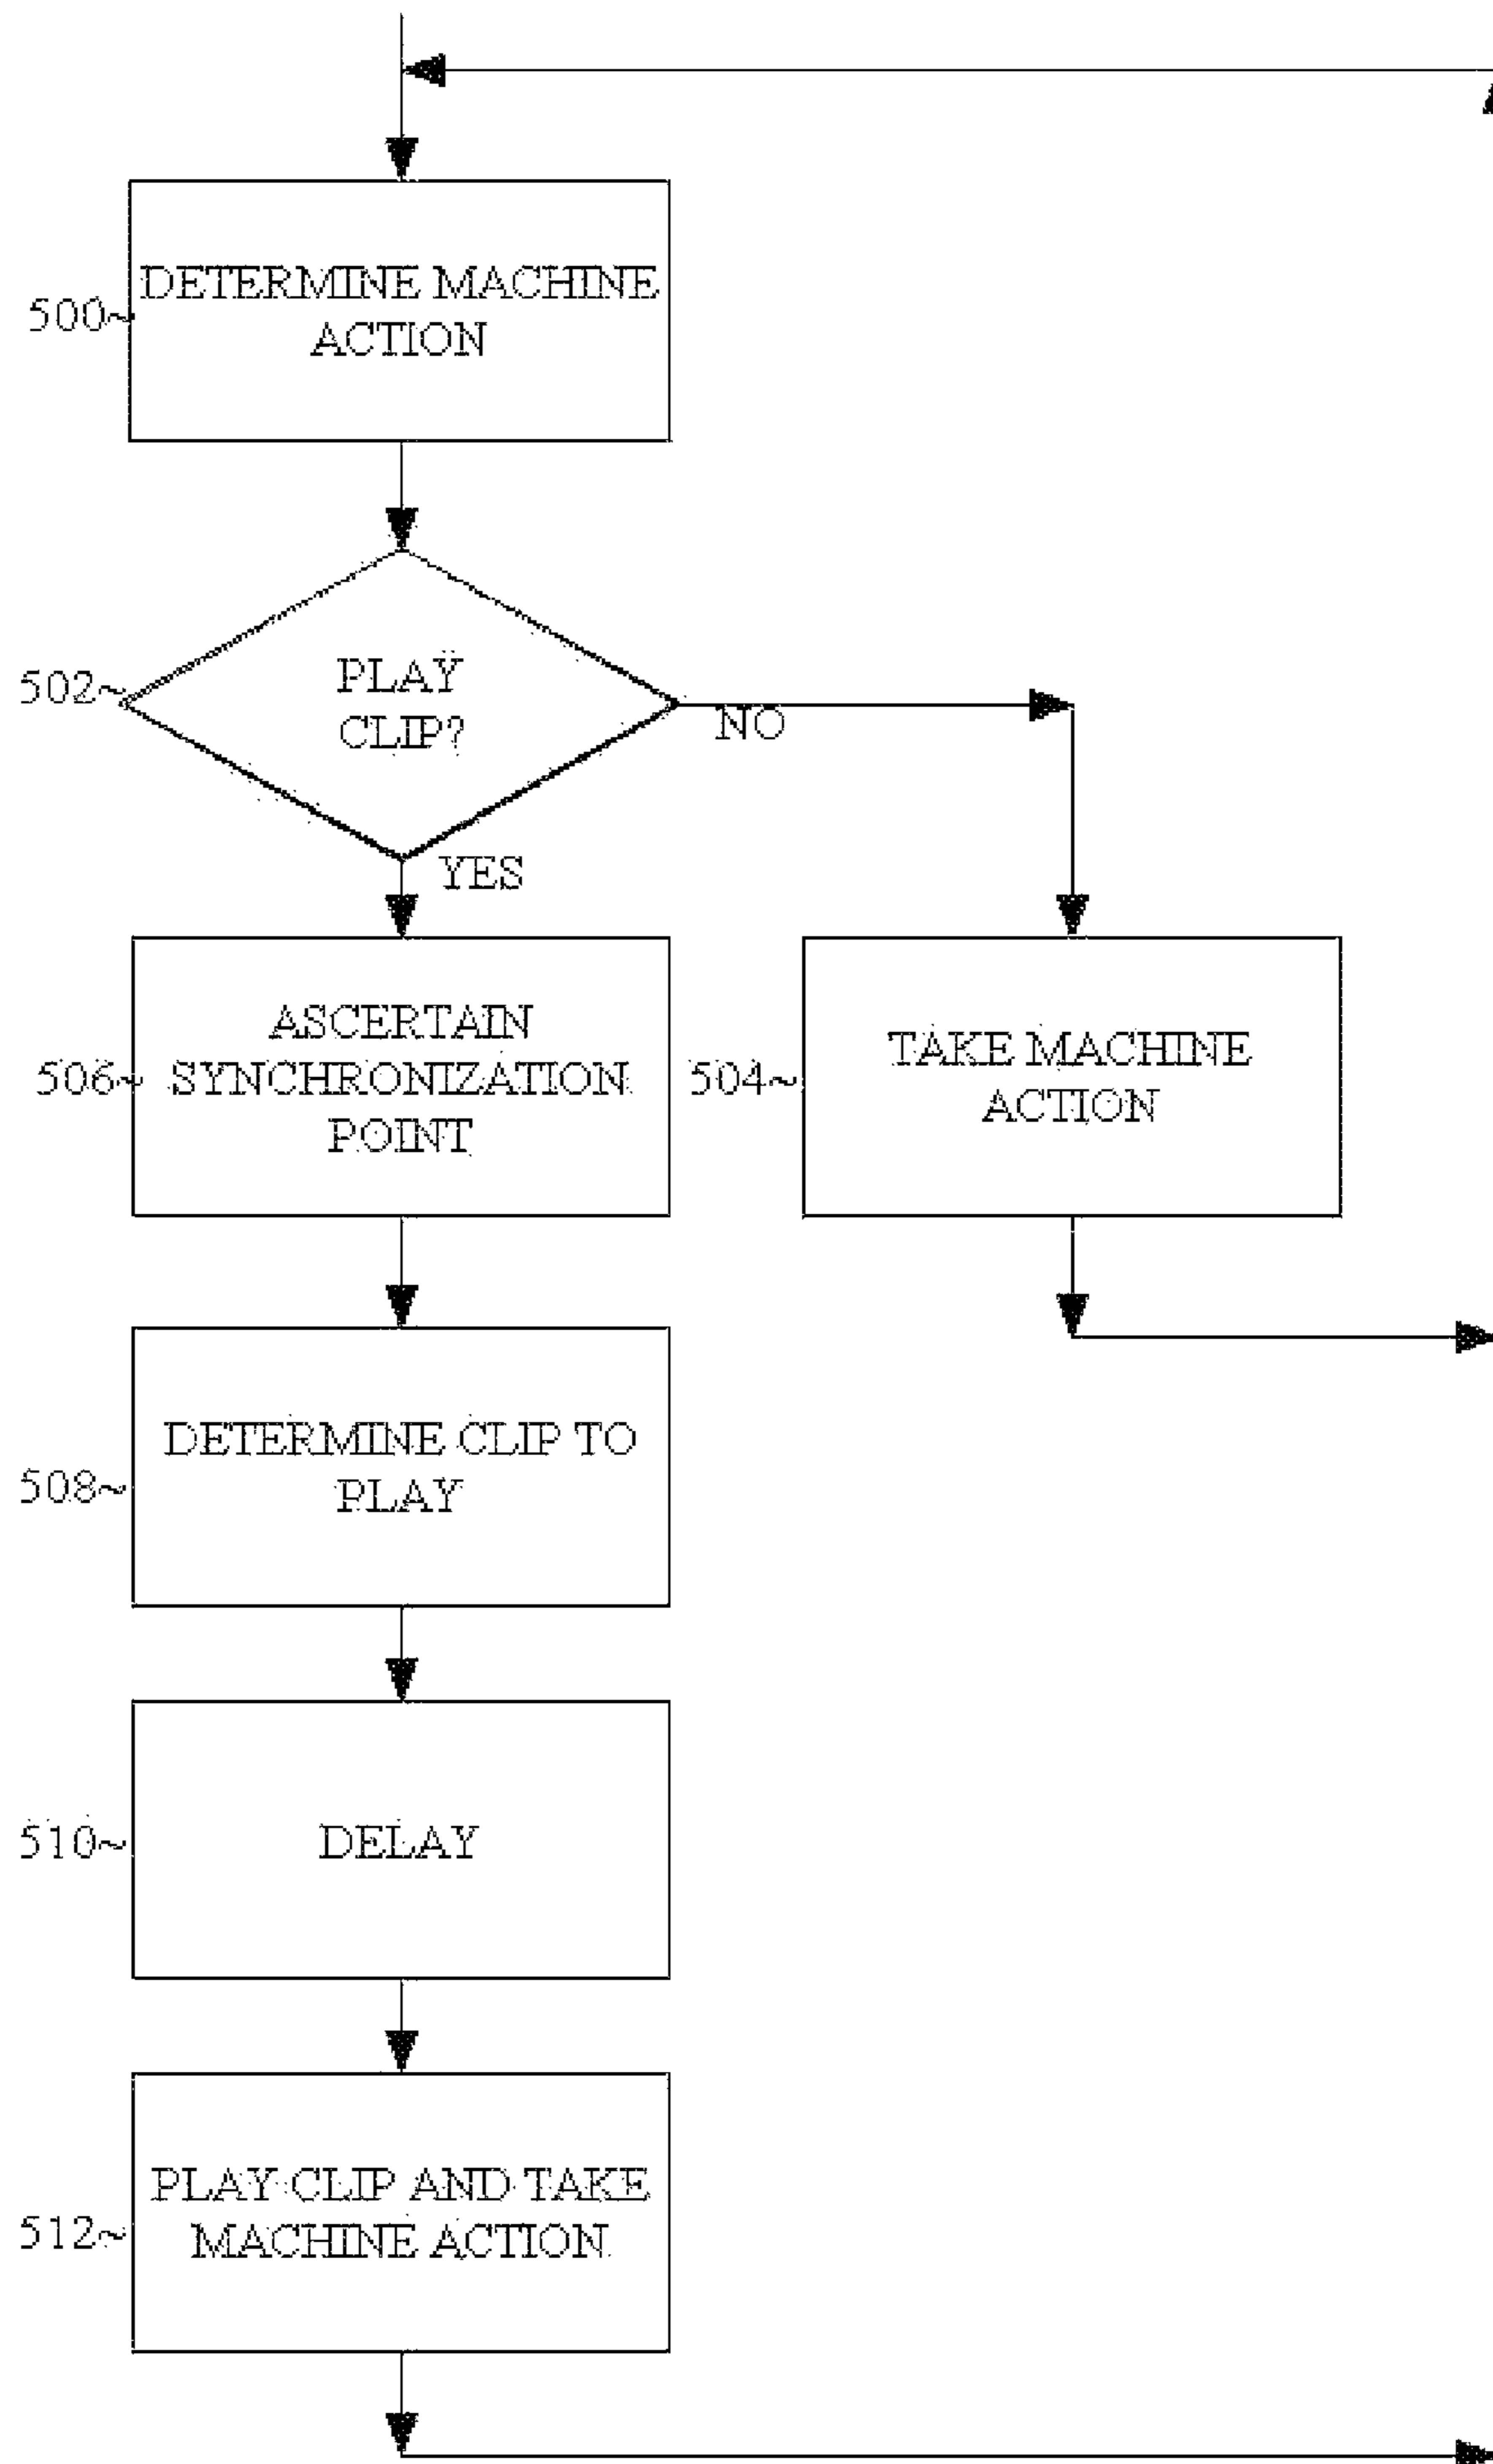 500~
DETERMINE MACHINE
ACTION
502~
PLAY
CLIP?
NO
YES
506~
ASCERTAIN
SYNCHRONIZATION
POINT
504~
TAKE MACHINE
ACTION
508~
DETERMINE CLIP TO
PLAY
510~
DELAY
512~
PLAY CLIP AND TAKE
MACHINE ACTION